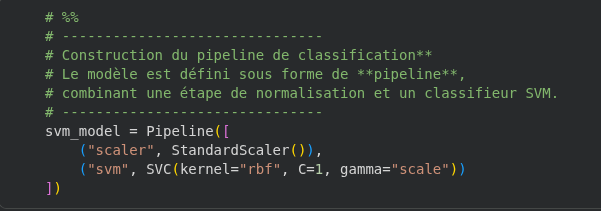 # %%
# -------------------------------
# Construction du pipeline de classification**
# Le modèle est défini sous forme de **pipeline**,
# combinant une étape de normalisation et un classifieur SVM.
# -------------------------------
svm_model = Pipeline([
    ("scaler", StandardScaler()),
    ("svm", SVC(kernel="rbf", C=1, gamma="scale"))
])